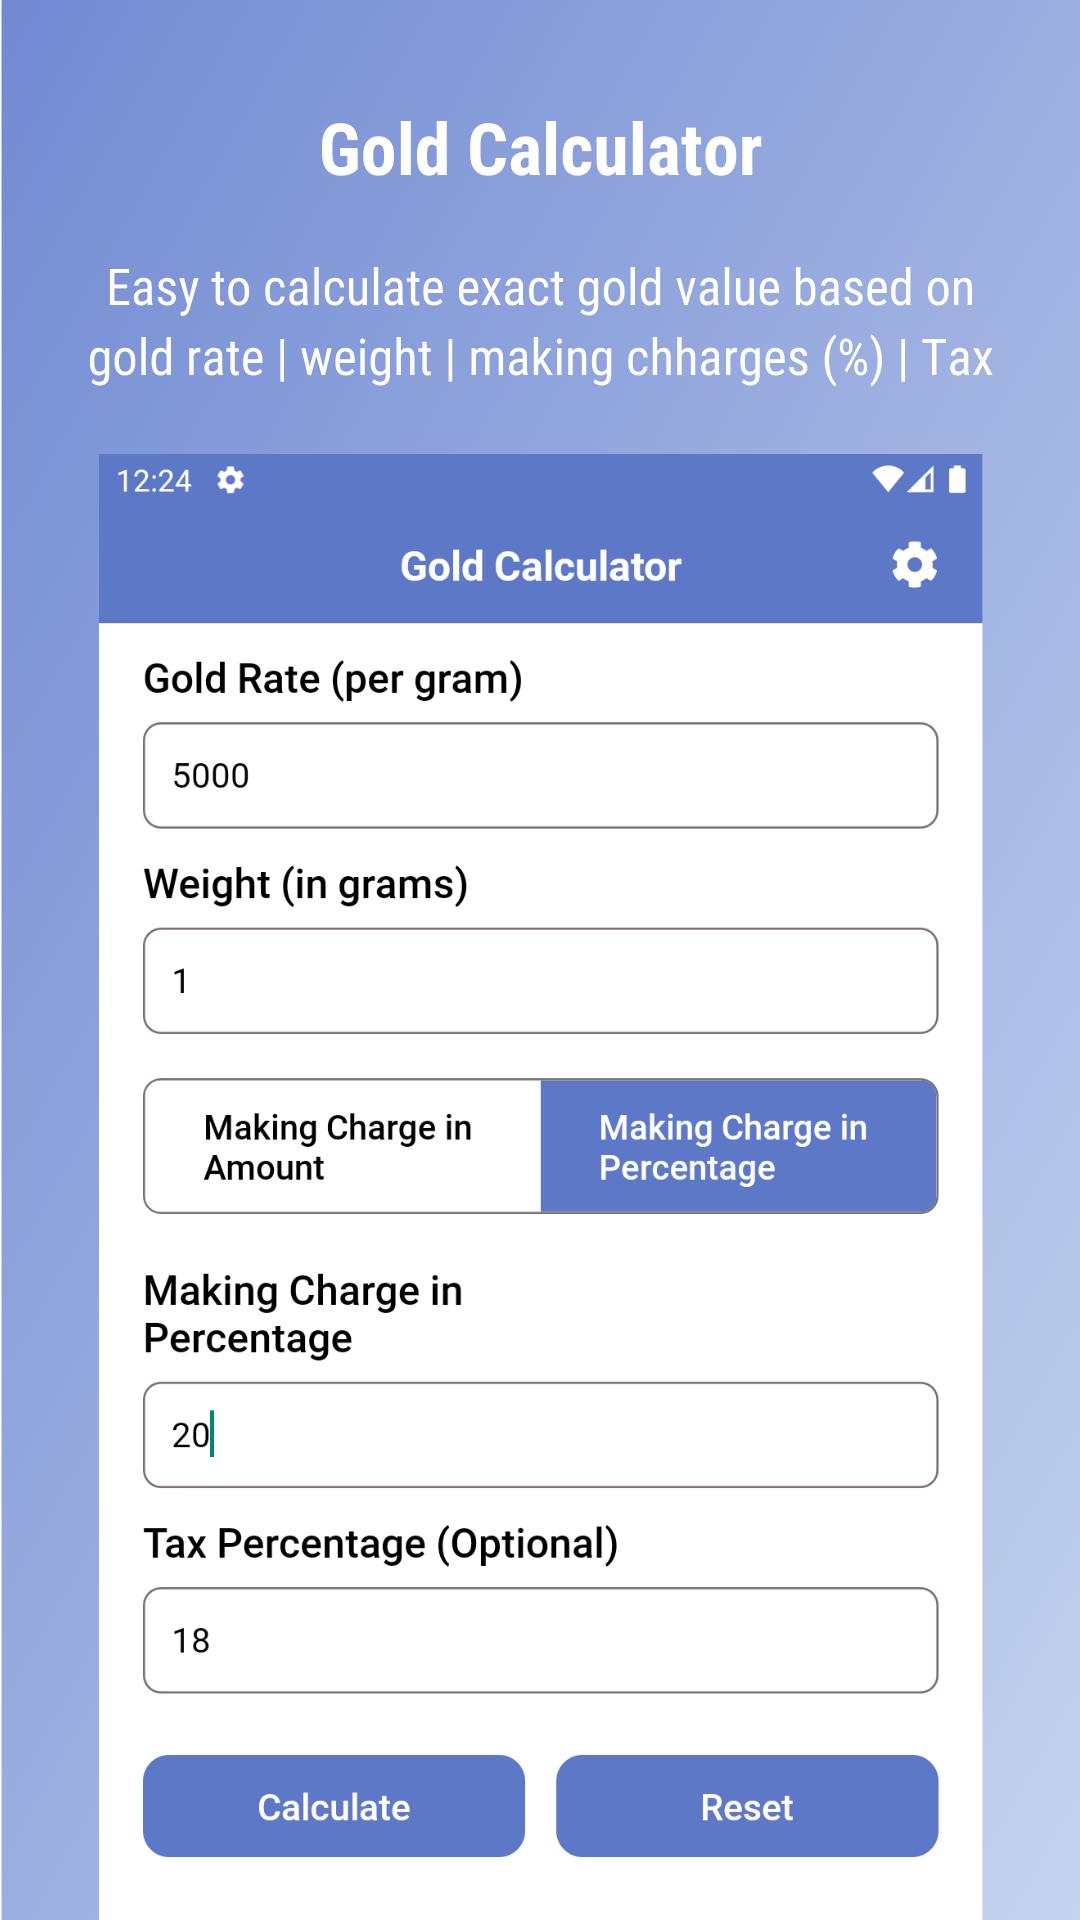 Gold Calculator
Easy to calculate exact gold value based on
gold rate | weight | making chharges (%) | Tax
12:24
Gold Calculator
Gold Rate (per gram)
5000
Weight (in grams)
1
Making Charge in
Amount
Making Charge in
Percentage
Making Charge in
Percentage
20
Tax Percentage (Optional)
18
Calculate
Reset